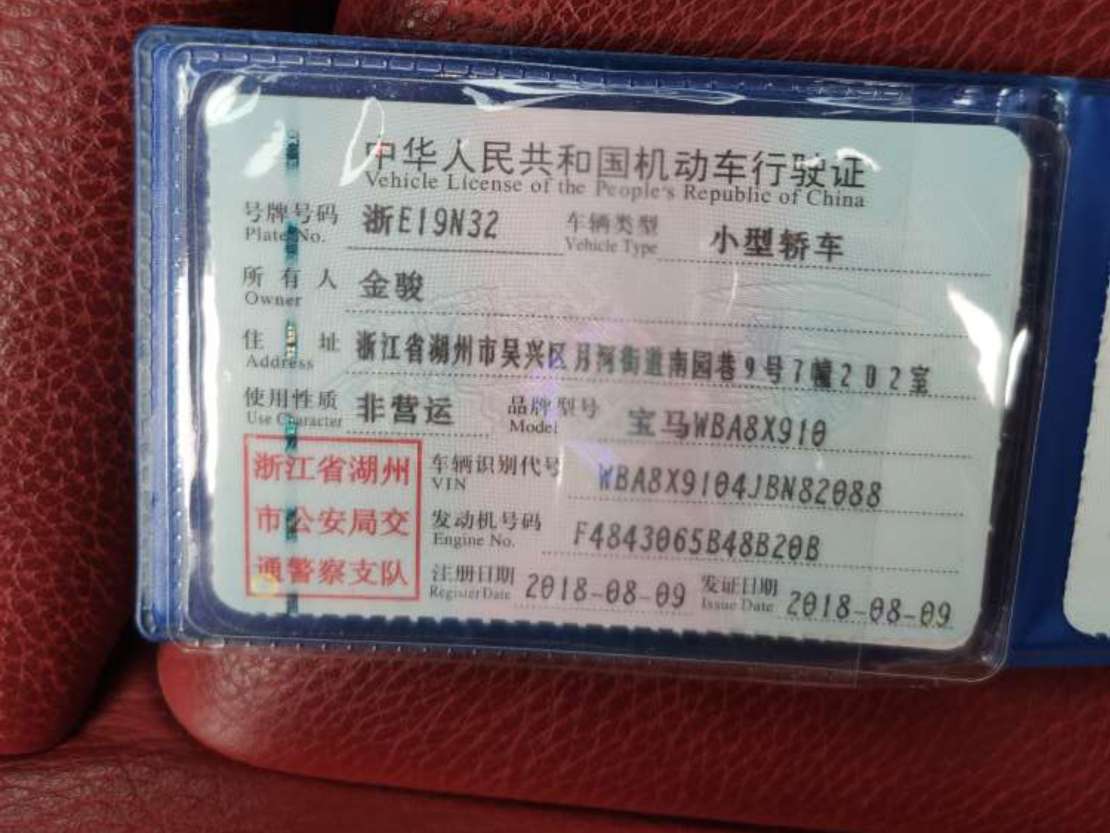 中华人民共和国机动车行驶证
Vehicle License of the People's Republic of China
号牌号码 浙E19N32 车辆类型 小型轿车
Plate No. Vehicle Type
所有人 金骏
Owner
住址 浙江省湖州市吴兴区月河街道南园巷9号7幢202室
Address
使用性质 非营运 品牌型号 宝马WBA8X910
Use Character Model
浙江省湖州
市公安局交
通警察支队
车辆识别代号 WBA8X9104JBN82088
VIN
发动机号码 F4843065B48B20B
Engine No.
注册日期 2018-08-09 发证日期 2018-08-09
Register Date Issue Date